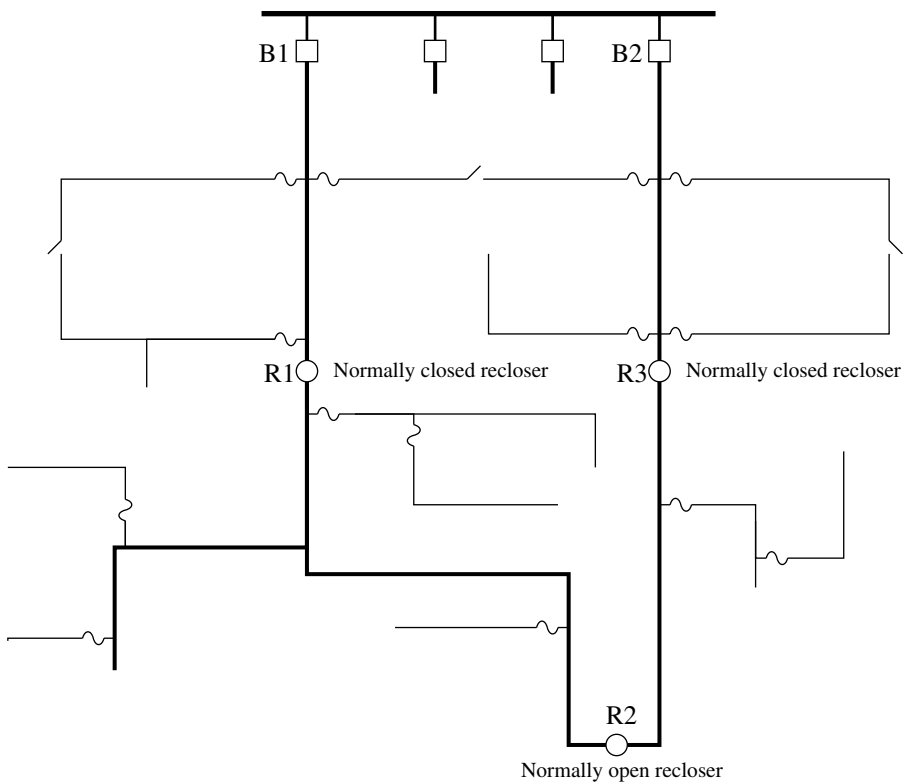 B1
B2
R1
Normally closed recloser
R3
Normally closed recloser
R2
Normally open recloser